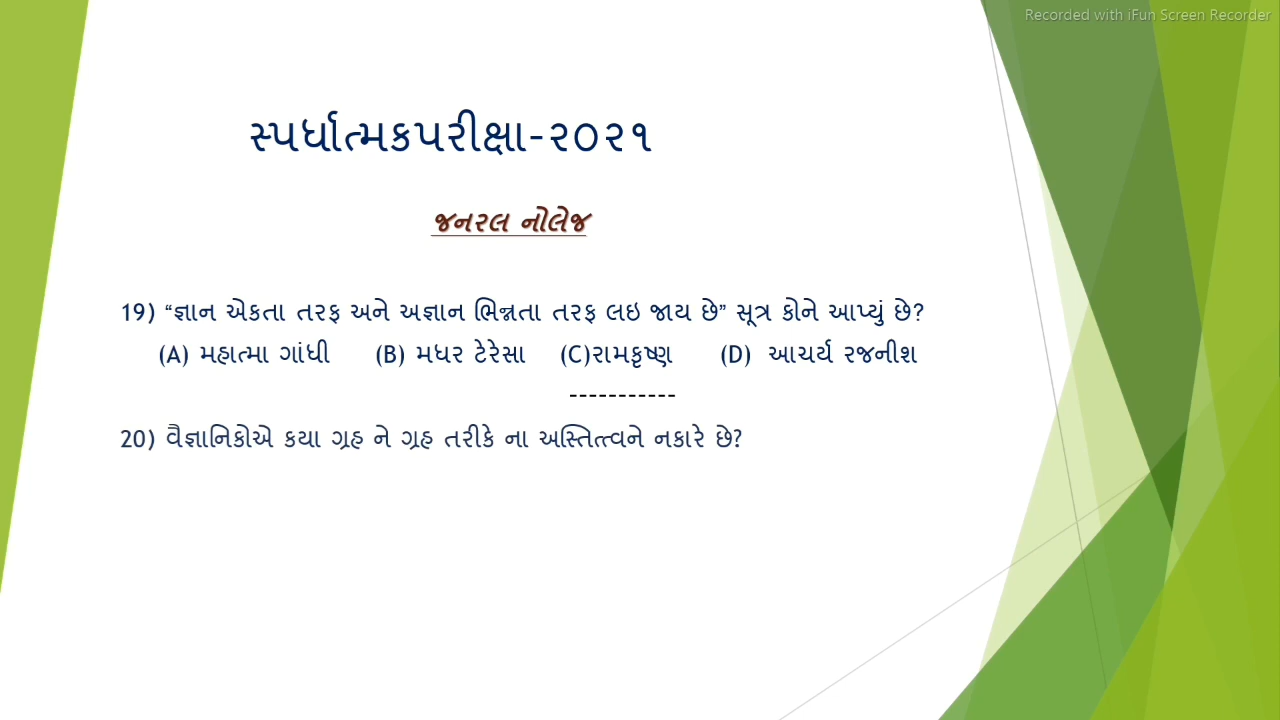 Recorded with iFun Screen Recorder
સ્પર્ધાત્મકપરીક્ષા-૨૦૨૧
જનરલ નોલેજ
19) “જ્ઞાન એકતા તરફ અને અજ્ઞાન ભિન્નતા તરફ લઇ જાય છે” સૂત્ર કોને આપ્યું છે?
(A) મહાત્મા ગાંધી (B) મધર ટેરેસા (C)રામકૃષ્ણ (D) આચર્ય રજનીશ
-----------
20) વૈજ્ઞાનિકોએ કયા ગ્રહ ને ગ્રહ તરીકે ના અસ્તિત્ત્વને નકારે છે?